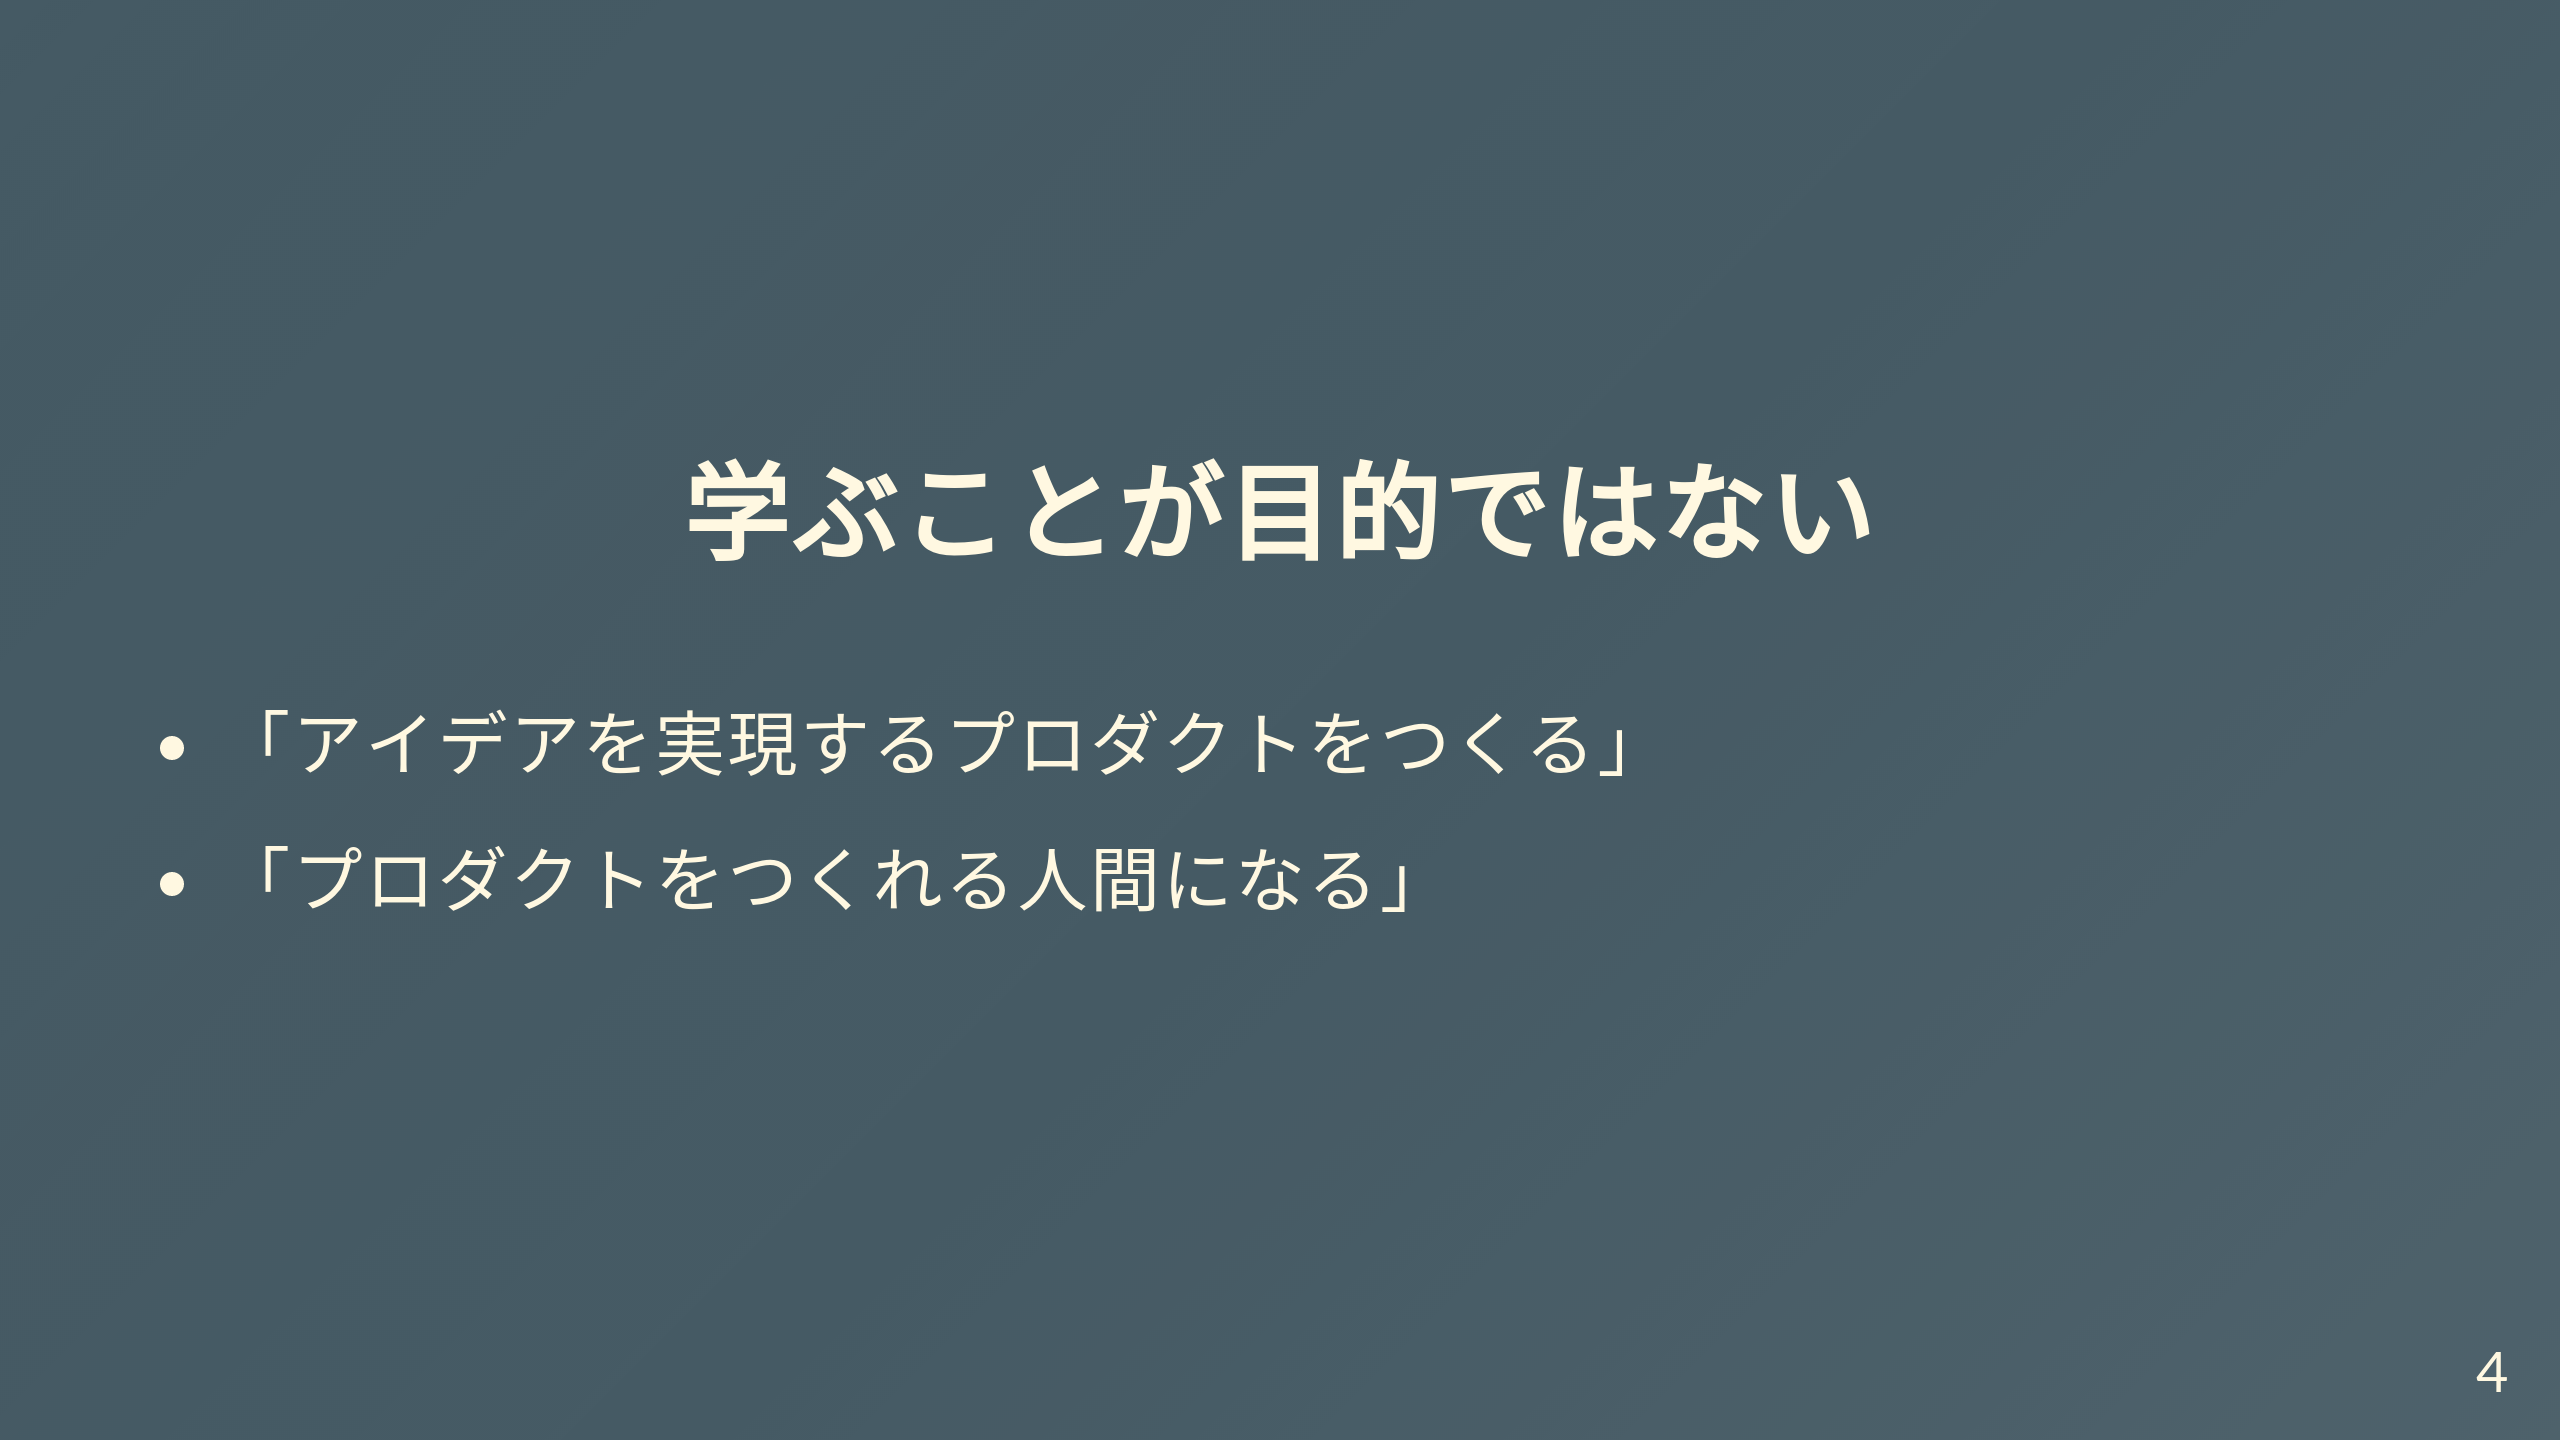 学ぶことが目的ではない
• 「アイデアを実現するプロダクトをつくる」
• 「プロダクトをつくれる人間になる」
4